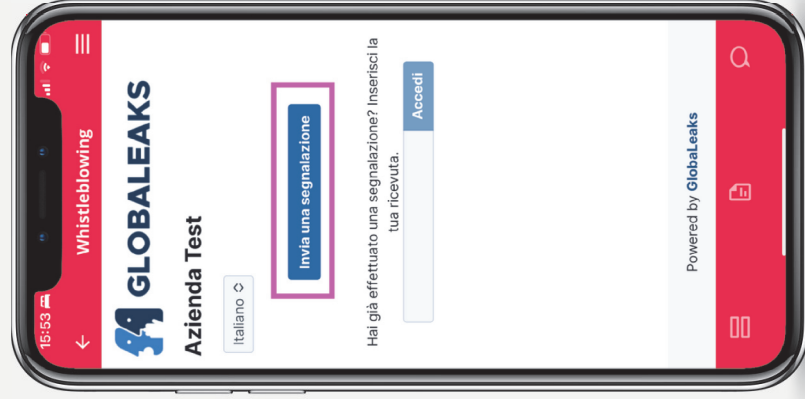 15:53
Whistleblowing
GLOBALEAKS
Azienda Test
Italiano
Invia una segnalazione
Hai già effettuato una segnalazione? Inserisci la
tua ricevuta.
Accedi
Powered by GlobaLeaks